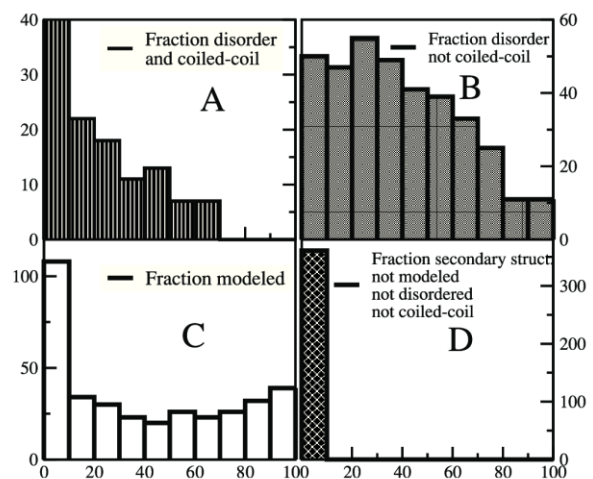 40
30
20
10
0
Fraction disorder
and coiled-coil
A
Fraction disorder
not coiled-coil
B
60
40
20
0
100
50
0
Fraction modeled
C
Fraction secondary struct
not modeled
not disordered
not coiled-coil
D
300
200
100
0
0 20 40 60 80 100 20 40 60 80 100